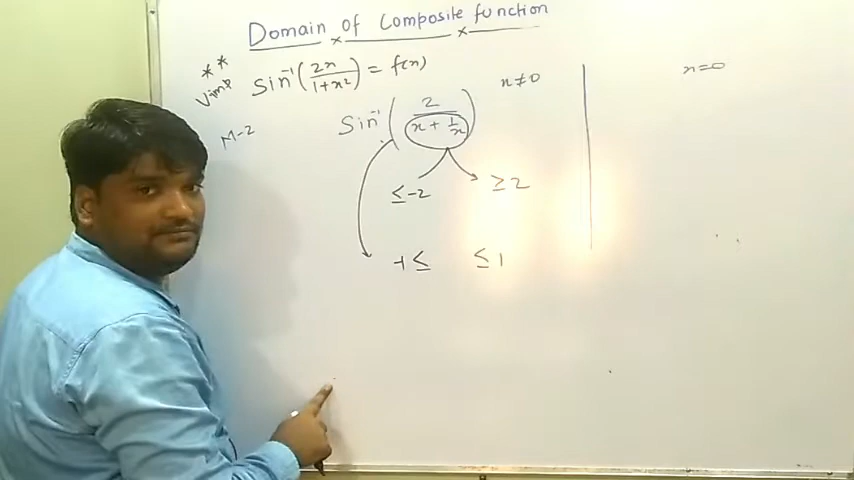 Domain of Composite function
** Vimp
sin⁻¹(2x/1+x²) = f(x)
M-2
Sin⁻¹(2/x+1/x)
x≠0
x=0
≤-2
≥2
-1≤
≤1